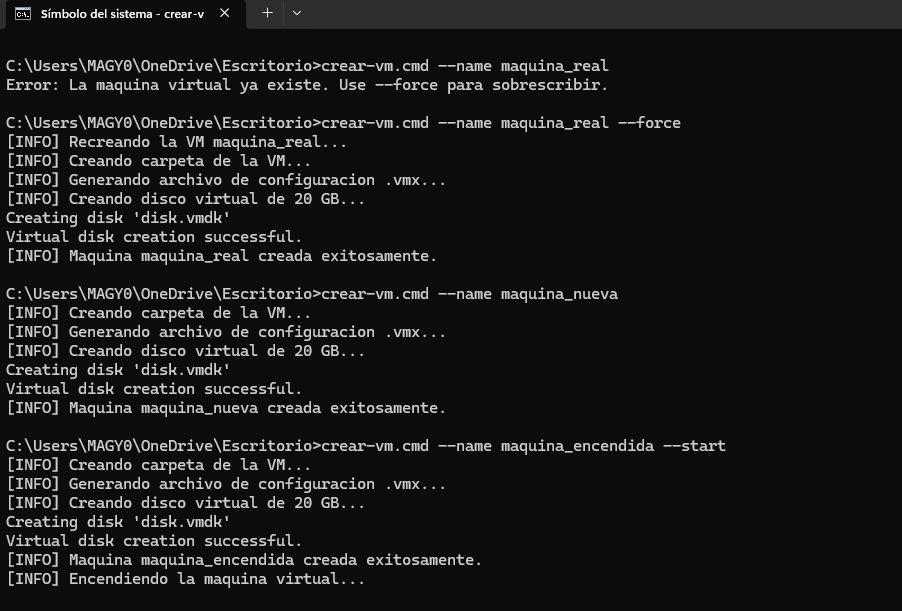 Símbolo del sistema - crear-v
C:\Users\MAGY0\OneDrive\Escritorio>crear-vm.cmd --name maquina_real
Error: La maquina virtual ya existe. Use --force para sobrescribir.
C:\Users\MAGY0\OneDrive\Escritorio>crear-vm.cmd --name maquina_real --force
[INFO] Recreando la VM maquina_real...
[INFO] Creando carpeta de la VM...
[INFO] Generando archivo de configuracion .vmx...
[INFO] Creando disco virtual de 20 GB...
Creating disk 'disk.vmdk'
Virtual disk creation successful.
[INFO] Maquina maquina_real creada exitosamente.
C:\Users\MAGY0\OneDrive\Escritorio>crear-vm.cmd --name maquina_nueva
[INFO] Creando carpeta de la VM...
[INFO] Generando archivo de configuracion .vmx...
[INFO] Creando disco virtual de 20 GB...
Creating disk 'disk.vmdk'
Virtual disk creation successful.
[INFO] Maquina maquina_nueva creada exitosamente.
C:\Users\MAGY0\OneDrive\Escritorio>crear-vm.cmd --name maquina_encendida --start
[INFO] Creando carpeta de la VM...
[INFO] Generando archivo de configuracion .vmx...
[INFO] Creando disco virtual de 20 GB...
Creating disk 'disk.vmdk'
Virtual disk creation successful.
[INFO] Maquina maquina_encendida creada exitosamente.
[INFO] Encendiendo la maquina virtual...